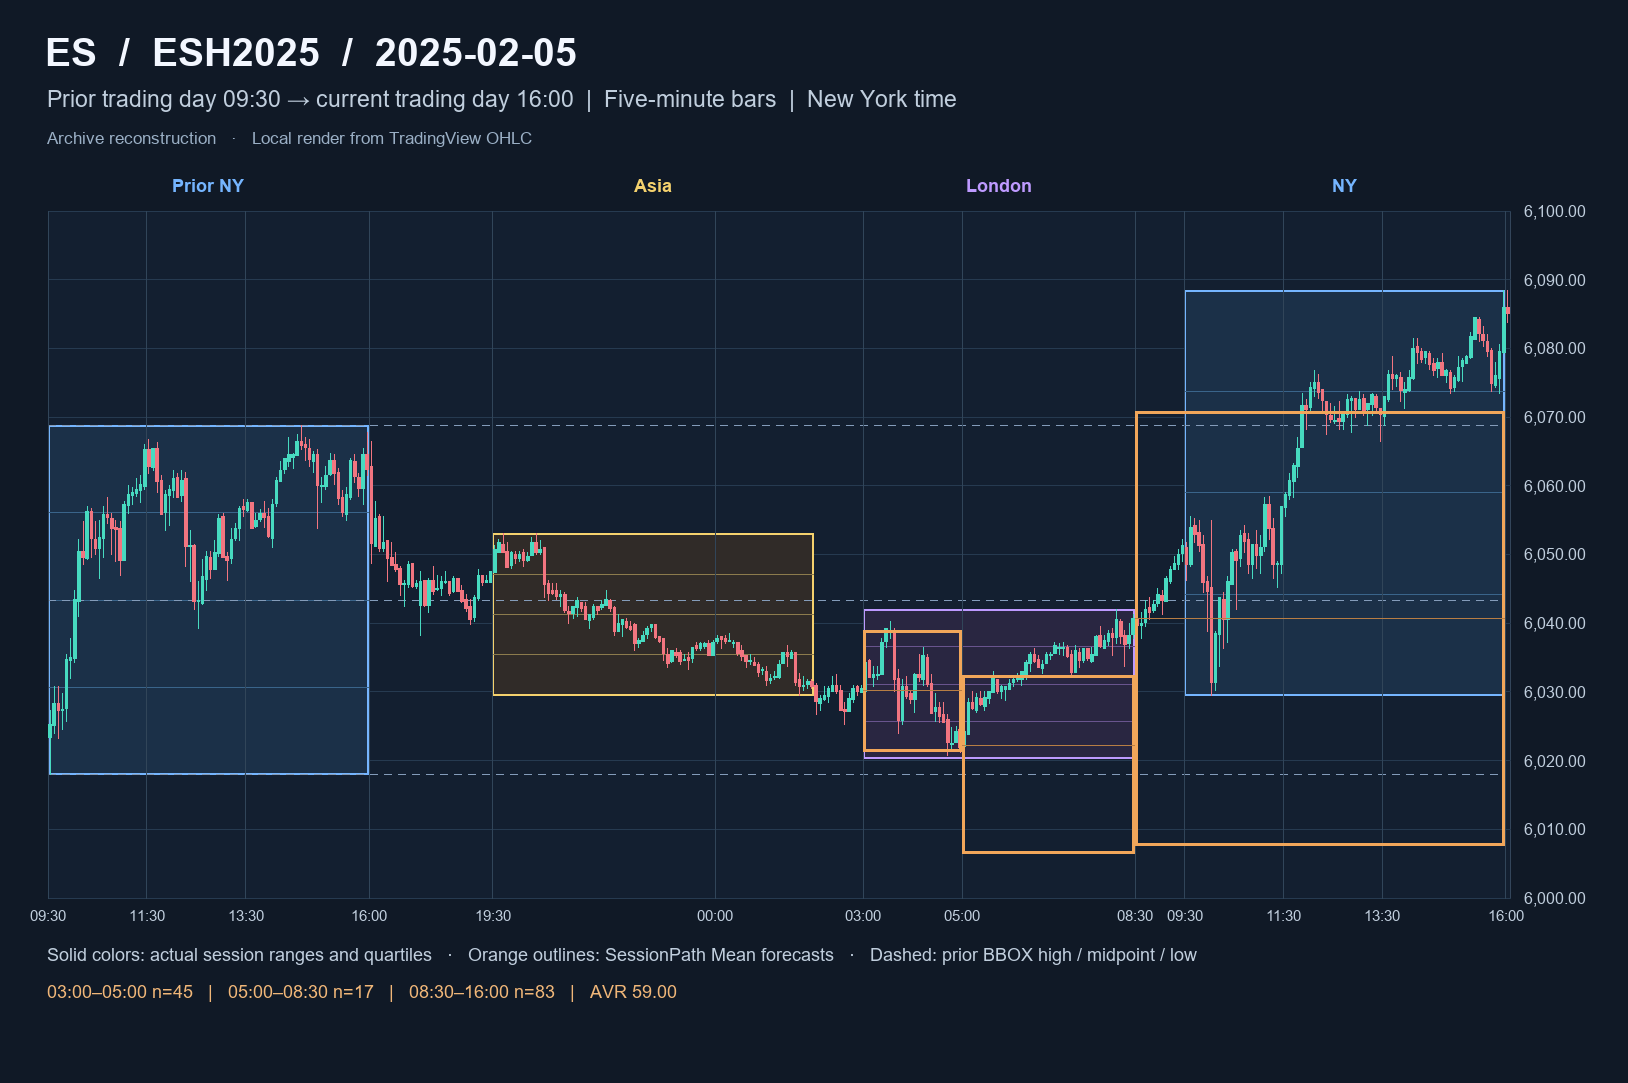 ES / ESH2025 / 2025-02-05
Prior trading day 09:30 → current trading day 16:00 | Five-minute bars | New York time
Archive reconstruction · Local render from TradingView OHLC
Prior NY Asia London NY
6,100.00
6,090.00
6,080.00
6,070.00
6,060.00
6,050.00
6,040.00
6,030.00
6,020.00
6,010.00
6,000.00
09:30 11:30 13:30 16:00 19:30 00:00 03:00 05:00 08:30 09:30 11:30 13:30 16:00
Solid colors: actual session ranges and quartiles · Orange outlines: SessionPath Mean forecasts · Dashed: prior BBOX high / midpoint / low
03:00–05:00 n=45 | 05:00–08:30 n=17 | 08:30–16:00 n=83 | AVR 59.00